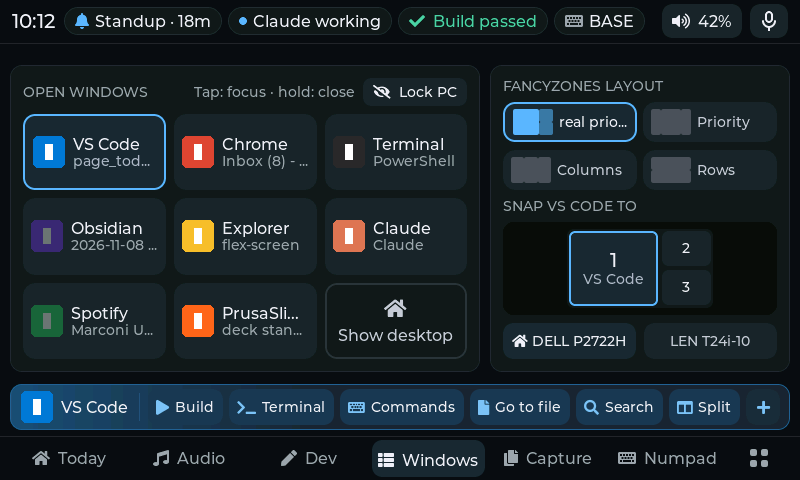 10:12 Standup · 18m Claude working Build passed BASE 42%
OPEN WINDOWS Tap: focus · hold: close Lock PC
VS Code
page_tod...
Chrome
Inbox (8) - ...
Terminal
PowerShell
Obsidian
2026-11-08 ...
Explorer
flex-screen
Claude
Claude
Spotify
Marconi U...
PrusaSli...
deck stan...
Show desktop
FANCYZONES LAYOUT
real prio... Priority
Columns Rows
SNAP VS CODE TO
1
VS Code
2
3
DELL P2722H LEN T24i-10
VS Code Build Terminal Commands Go to file Search Split +
Today Audio Dev Windows Capture Numpad